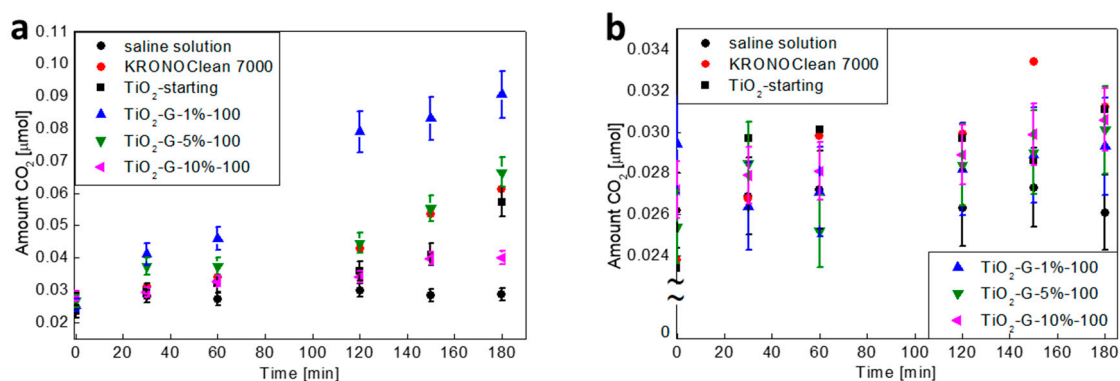 a
Amount CO₂ [µmol]
0.11
0.10
0.09
0.08
0.07
0.06
0.05
0.04
0.03
0.02
saline solution
KRONOClean 7000
TiO₂-starting
TiO₂-G-1%-100
TiO₂-G-5%-100
TiO₂-G-10%-100
0 20 40 60 80 100 120 140 160 180
Time [min]
b
Amount CO₂ [µmol]
0.034
0.032
0.030
0.028
0.026
0.024
0
saline solution
KRONOClean 7000
TiO₂-starting
TiO₂-G-1%-100
TiO₂-G-5%-100
TiO₂-G-10%-100
0 20 40 60 80 100 120 140 160 180
Time [min]